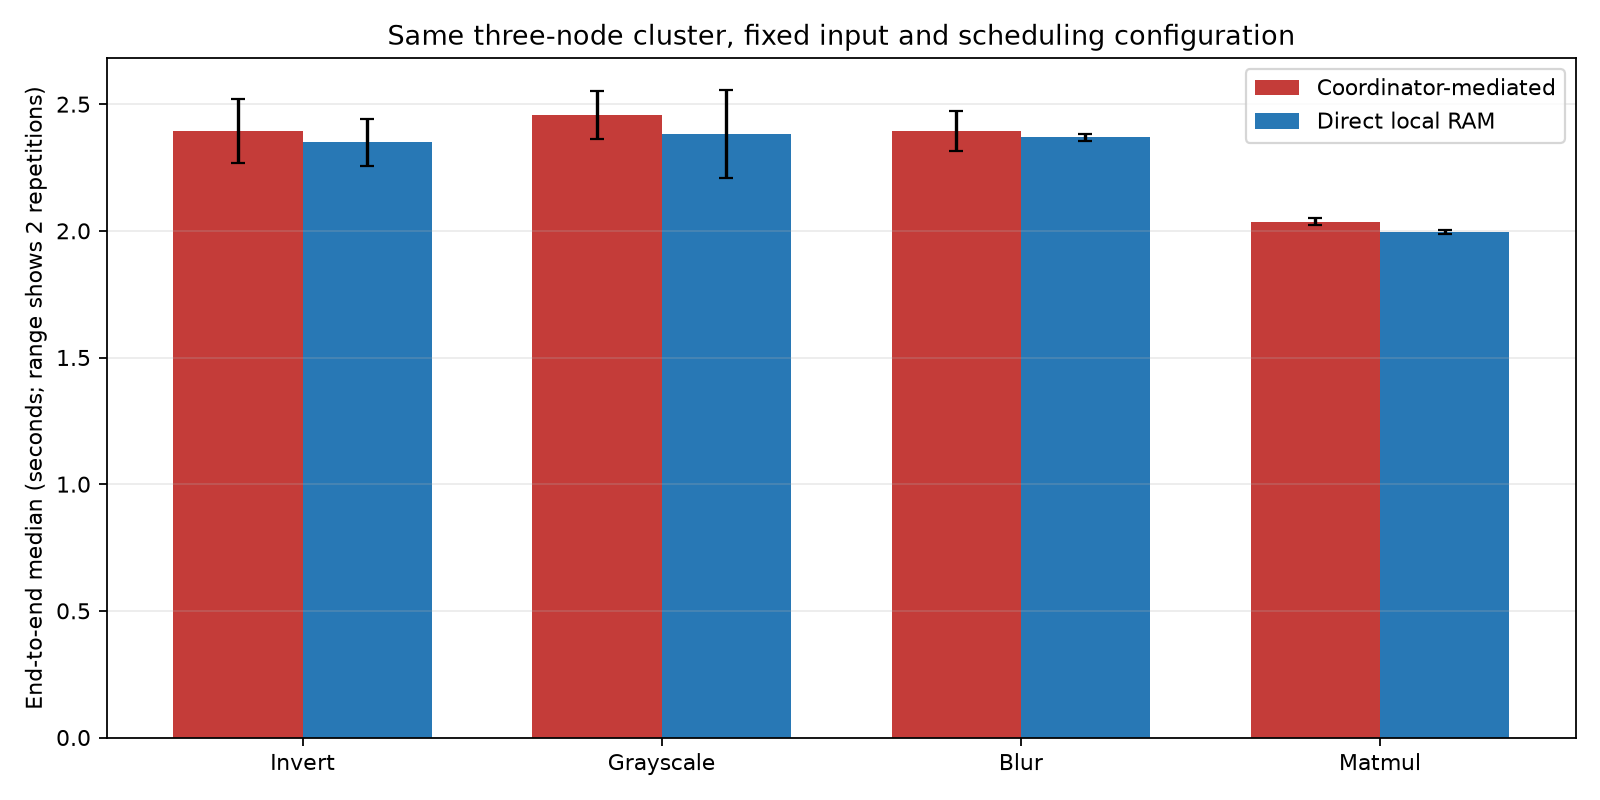 Same three-node cluster, fixed input and scheduling configuration
Coordinator-mediated
Direct local RAM
End-to-end median (seconds; range shows 2 repetitions)
2.5
2.0
1.5
1.0
0.5
0.0
Invert
Grayscale
Blur
Matmul